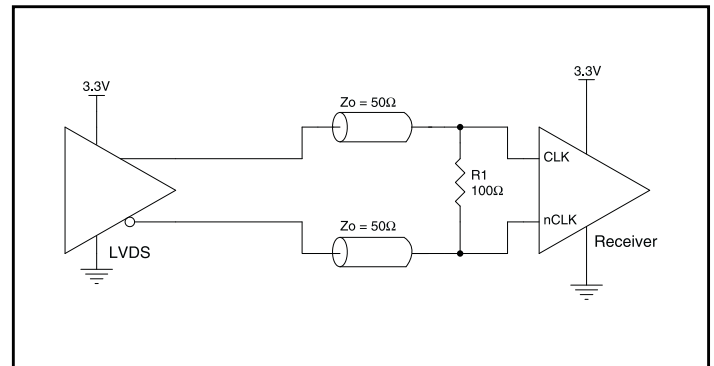 3.3V
3.3V
Zo = 50Ω
CLK
R1
100Ω
nCLK
Zo = 50Ω
Receiver
LVDS